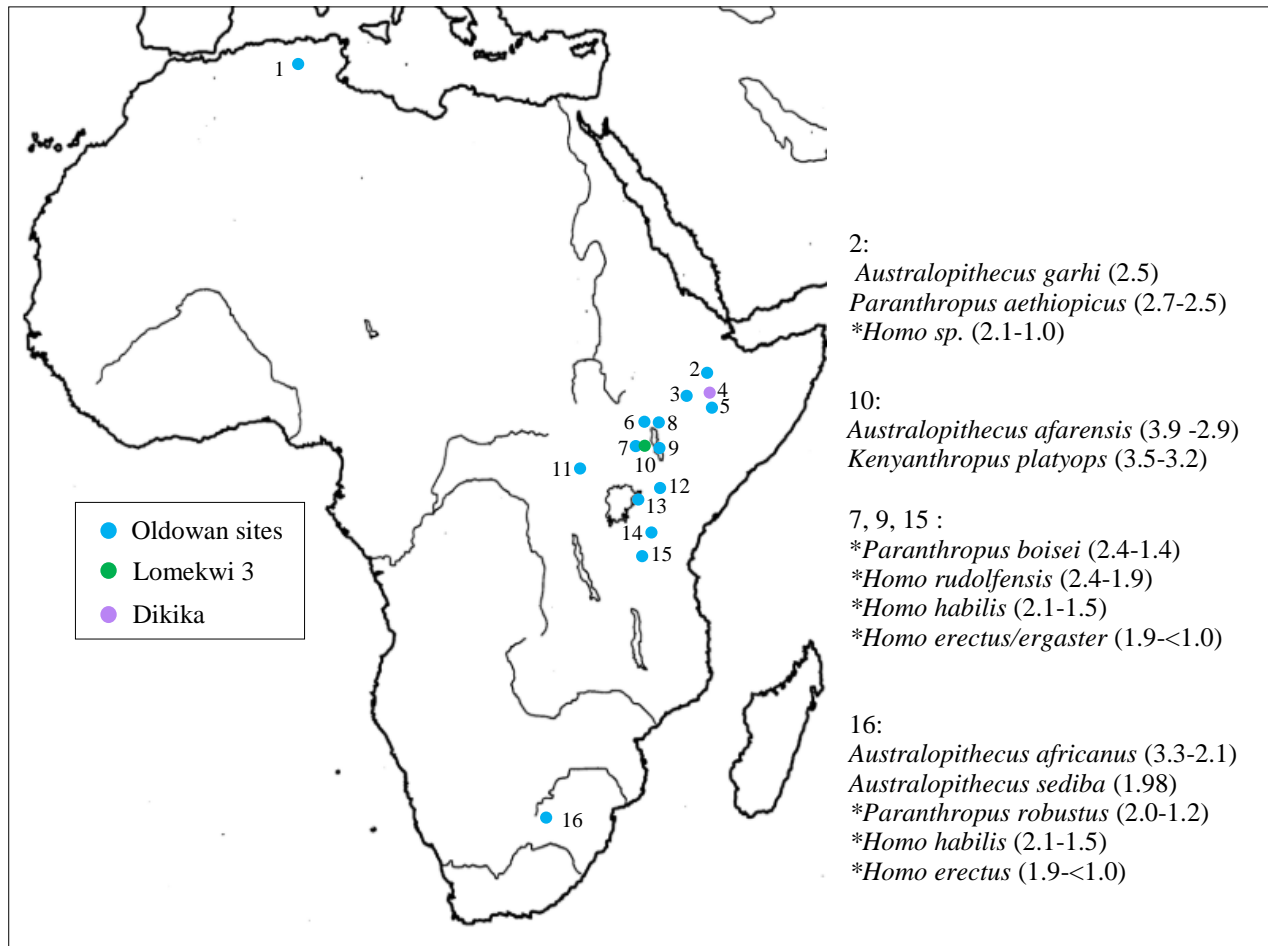 1
2
3
4
5
6
8
7
9
10
11
12
13
14
15
16
Oldowan sites
Lomekwi 3
Dikika
2:
Australopithecus garhi (2.5)
Paranthropus aethiopicus (2.7-2.5)
*Homo sp. (2.1-1.0)
10:
Australopithecus afarensis (3.9 -2.9)
Kenyanthropus platyops (3.5-3.2)
7, 9, 15 :
*Paranthropus boisei (2.4-1.4)
*Homo rudolfensis (2.4-1.9)
*Homo habilis (2.1-1.5)
*Homo erectus/ergaster (1.9-<1.0)
16:
Australopithecus africanus (3.3-2.1)
Australopithecus sediba (1.98)
*Paranthropus robustus (2.0-1.2)
*Homo habilis (2.1-1.5)
*Homo erectus (1.9-<1.0)